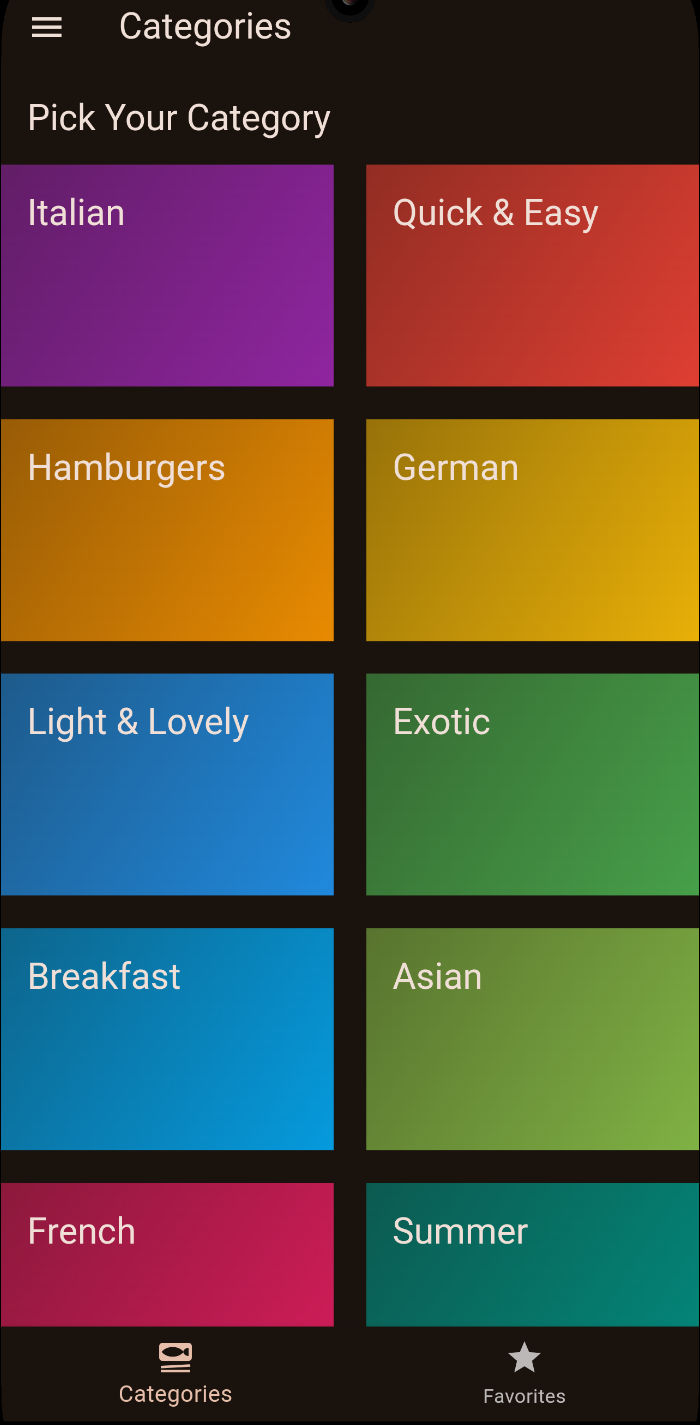 Categories
Pick Your Category
Italian
Quick & Easy
Hamburgers
German
Light & Lovely
Exotic
Breakfast
Asian
French
Summer
Categories
Favorites